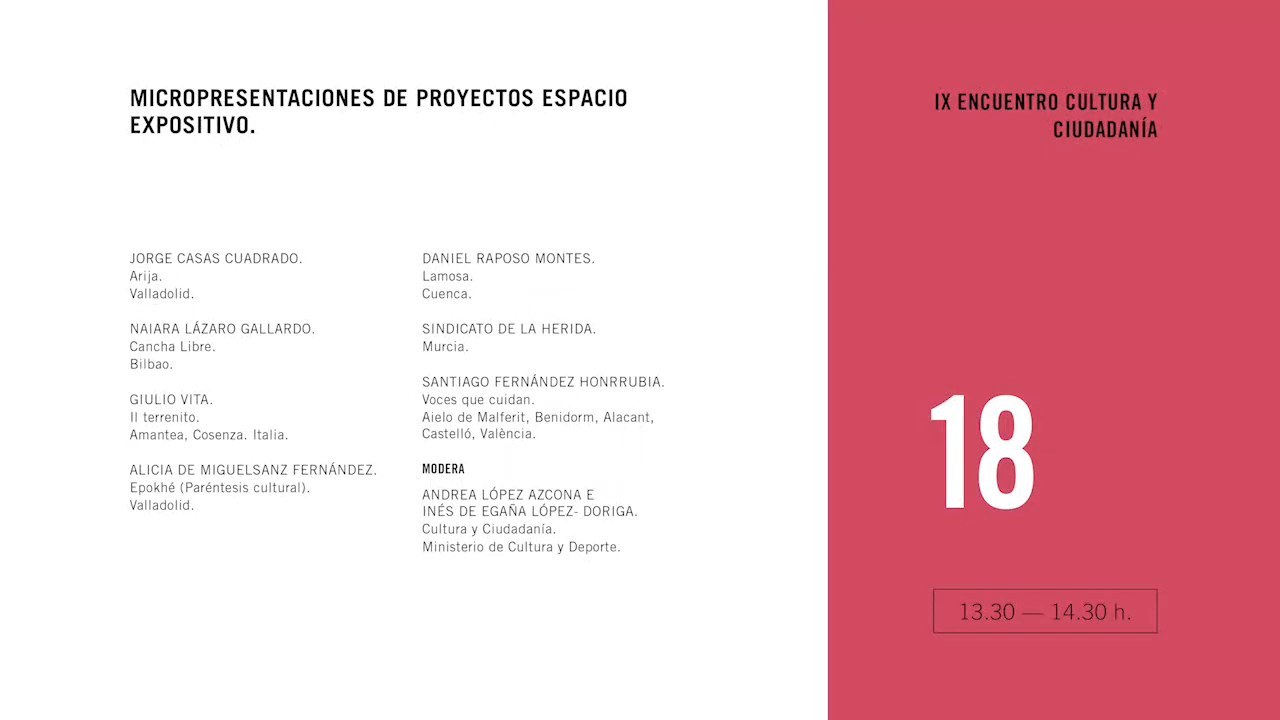 MICROPRESENTACIONES DE PROYECTOS ESPACIO
EXPOSITIVO.
JORGE CASAS CUADRADO.
Arija.
Valladolid.
NAIARA LÁZARO GALLARDO.
Cancha Libre.
Bilbao.
GIULIO VITA.
Il terrenito.
Amantea, Cosenza. Italia.
ALICIA DE MIGUELSANZ FERNÁNDEZ.
Epokhé (Paréntesis cultural).
Valladolid.
DANIEL RAPOSO MONTES.
Lamosa.
Cuenca.
SINDICATO DE LA HERIDA.
Murcia.
SANTIAGO FERNÁNDEZ HONRRUBIA.
Voces que cuidan.
Aielo de Malferit, Benidorm, Alacant,
Castelló, València.
MODERA
ANDREA LÓPEZ AZCONA E
INÉS DE EGAÑA LÓPEZ- DORIGA.
Cultura y Ciudadanía.
Ministerio de Cultura y Deporte.
IX ENCUENTRO CULTURA Y
CIUDADANÍA
18
13.30 — 14.30 h.